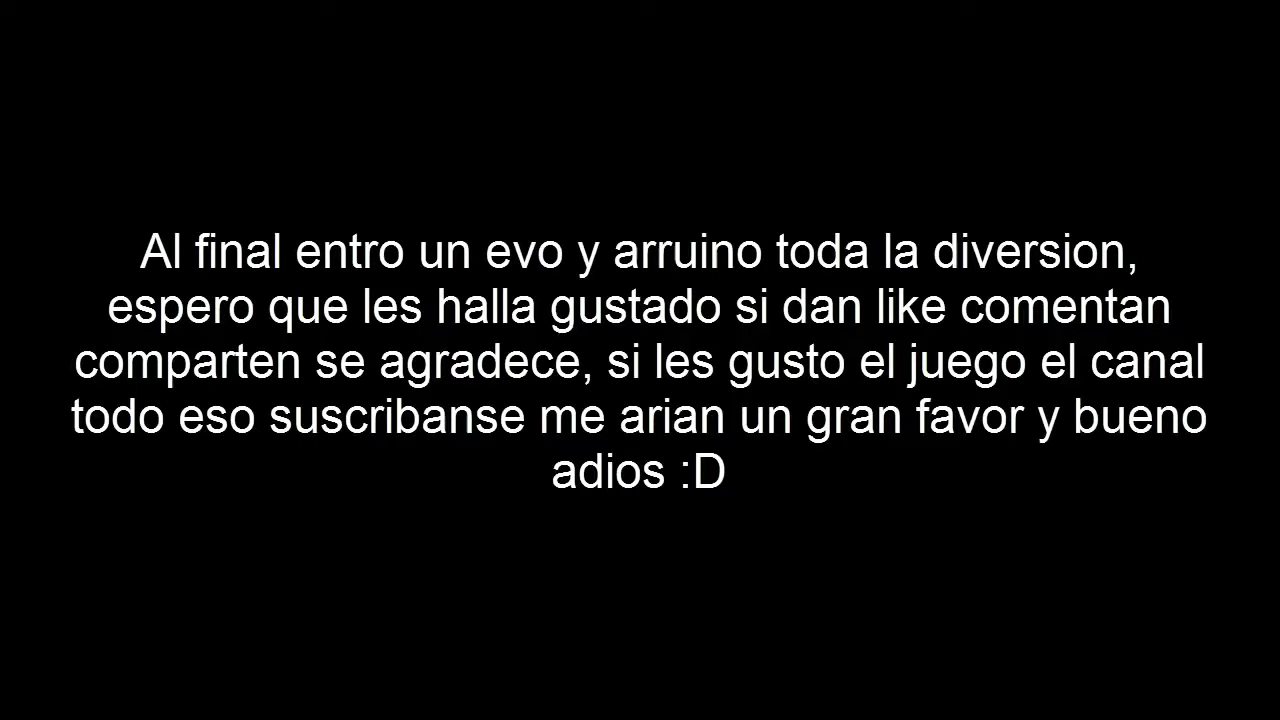 Al final entro un evo y arruino toda la diversion,
espero que les halla gustado si dan like comentan
comparten se agradece, si les gusto el juego el canal
todo eso suscribanse me arian un gran favor y bueno
adios :D